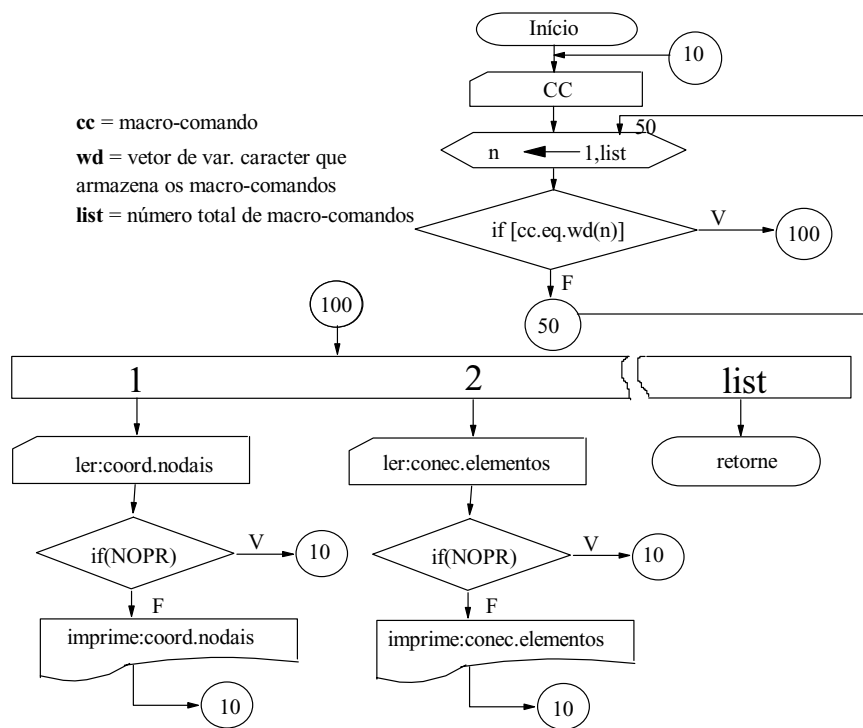 Início
10
CC
cc = macro-comando
wd = vetor de var. caracter que
armazena os macro-comandos
list = número total de macro-comandos
50
n 1,list
if [cc.eq.wd(n)]
V
100
F
50
100
1
2
list
ler:coord.nodais
ler:conec.elementos
retorne
if(NOPR)
V
10
if(NOPR)
V
10
F
F
imprime:coord.nodais
imprime:conec.elementos
10
10